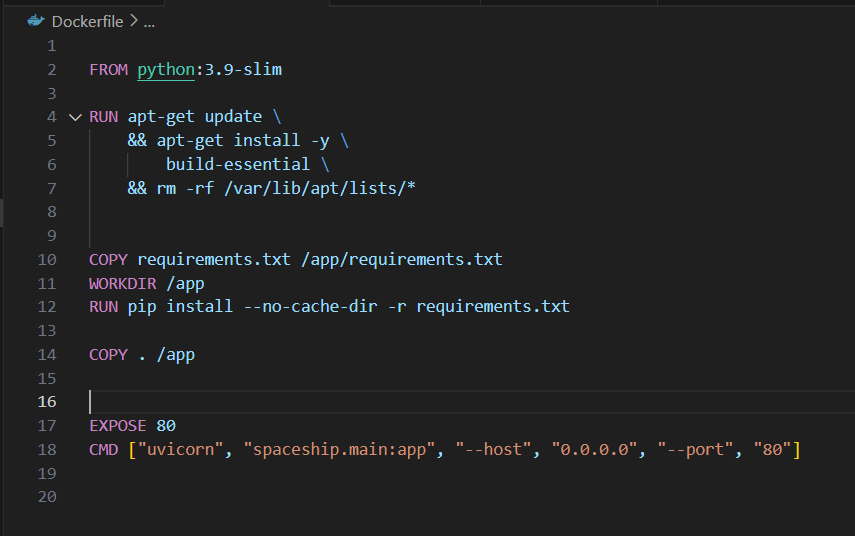 Dockerfile > ...
1
2 FROM python:3.9-slim
3
4 RUN apt-get update \
5     && apt-get install -y \
6         build-essential \
7     && rm -rf /var/lib/apt/lists/*
8
9
10 COPY requirements.txt /app/requirements.txt
11 WORKDIR /app
12 RUN pip install --no-cache-dir -r requirements.txt
13
14 COPY . /app
15
16
17 EXPOSE 80
18 CMD ["uvicorn", "spaceship.main:app", "--host", "0.0.0.0", "--port", "80"]
19
20